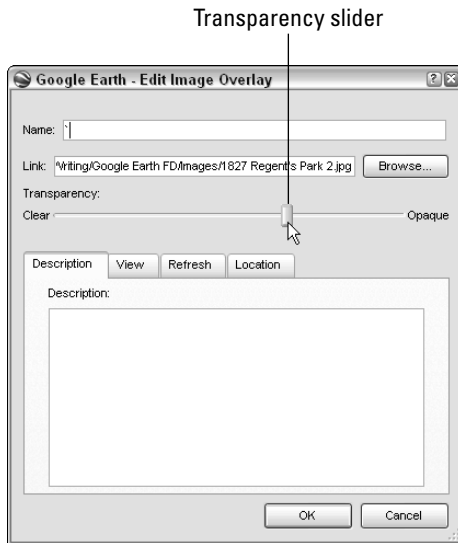 Transparency slider
Google Earth - Edit Image Overlay
Name: `
Link: Writing/Google Earth FD/Images/1827 Regent's Park 2.jpg Browse...
Transparency:
Clear Opaque
Description View Refresh Location
Description:
OK Cancel